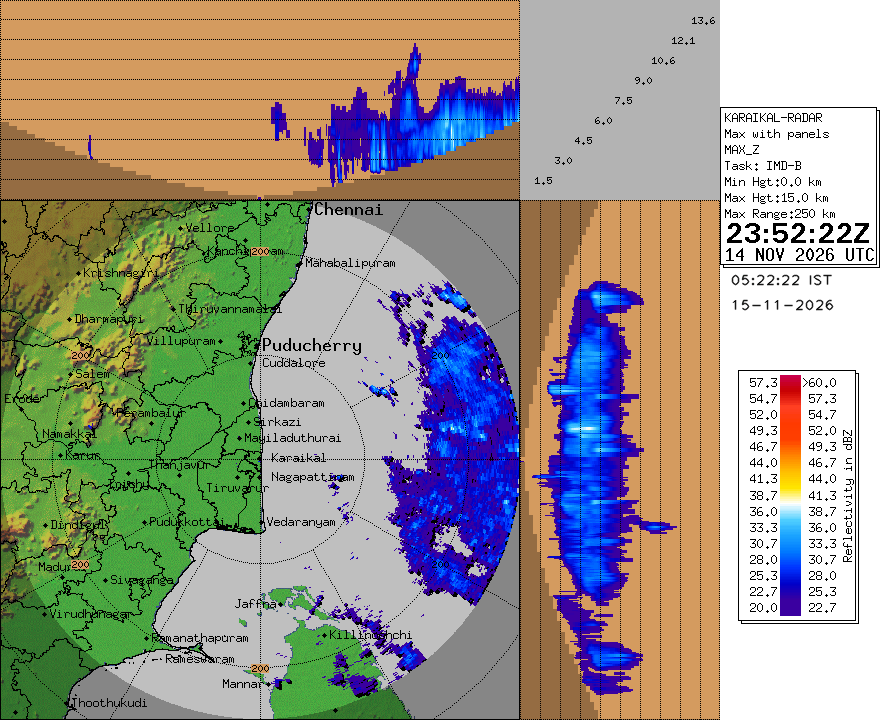 13.6
12.1
10.6
9.0
7.5
6.0
4.5
3.0
1.5
KARAIKAL-RADAR
Max with panels
MAX_Z
Task: IMD-B
Min Hgt:0.0 km
Max Hgt:15.0 km
Max Range:250 km
23:52:22Z
14 NOV 2026 UTC
05:22:22 IST
15-11-2026
Chennai
Vellore
200
Mahabalipuram
Krishnagiri
Thiruvannamalai
Dharmapuri
Villupuram
Puducherry
200
200
Cuddalore
Salem
Erode
Chidambaram
Perambalur
Sirkazi
Namakkal
Mayiladuthurai
Karur
Karaikal
Thanjavur
Nagapattinam
Tiruvarur
Dindigul
Pudukkottai
Vedaranyam
200
200
Sivaganga
Jaffna
Virudhunagar
Killinochchi
Ramanathapuram
Rameswaram
200
Mannar
Thoothukudi
57.3 >60.0
54.7 57.3
52.0 54.7
49.3 52.0
46.7 49.3
44.0 46.7
41.3 44.0
38.7 41.3
36.0 38.7
33.3 36.0
30.7 33.3
28.0 30.7
25.3 28.0
22.7 25.3
20.0 22.7
Reflectivity in dBZ